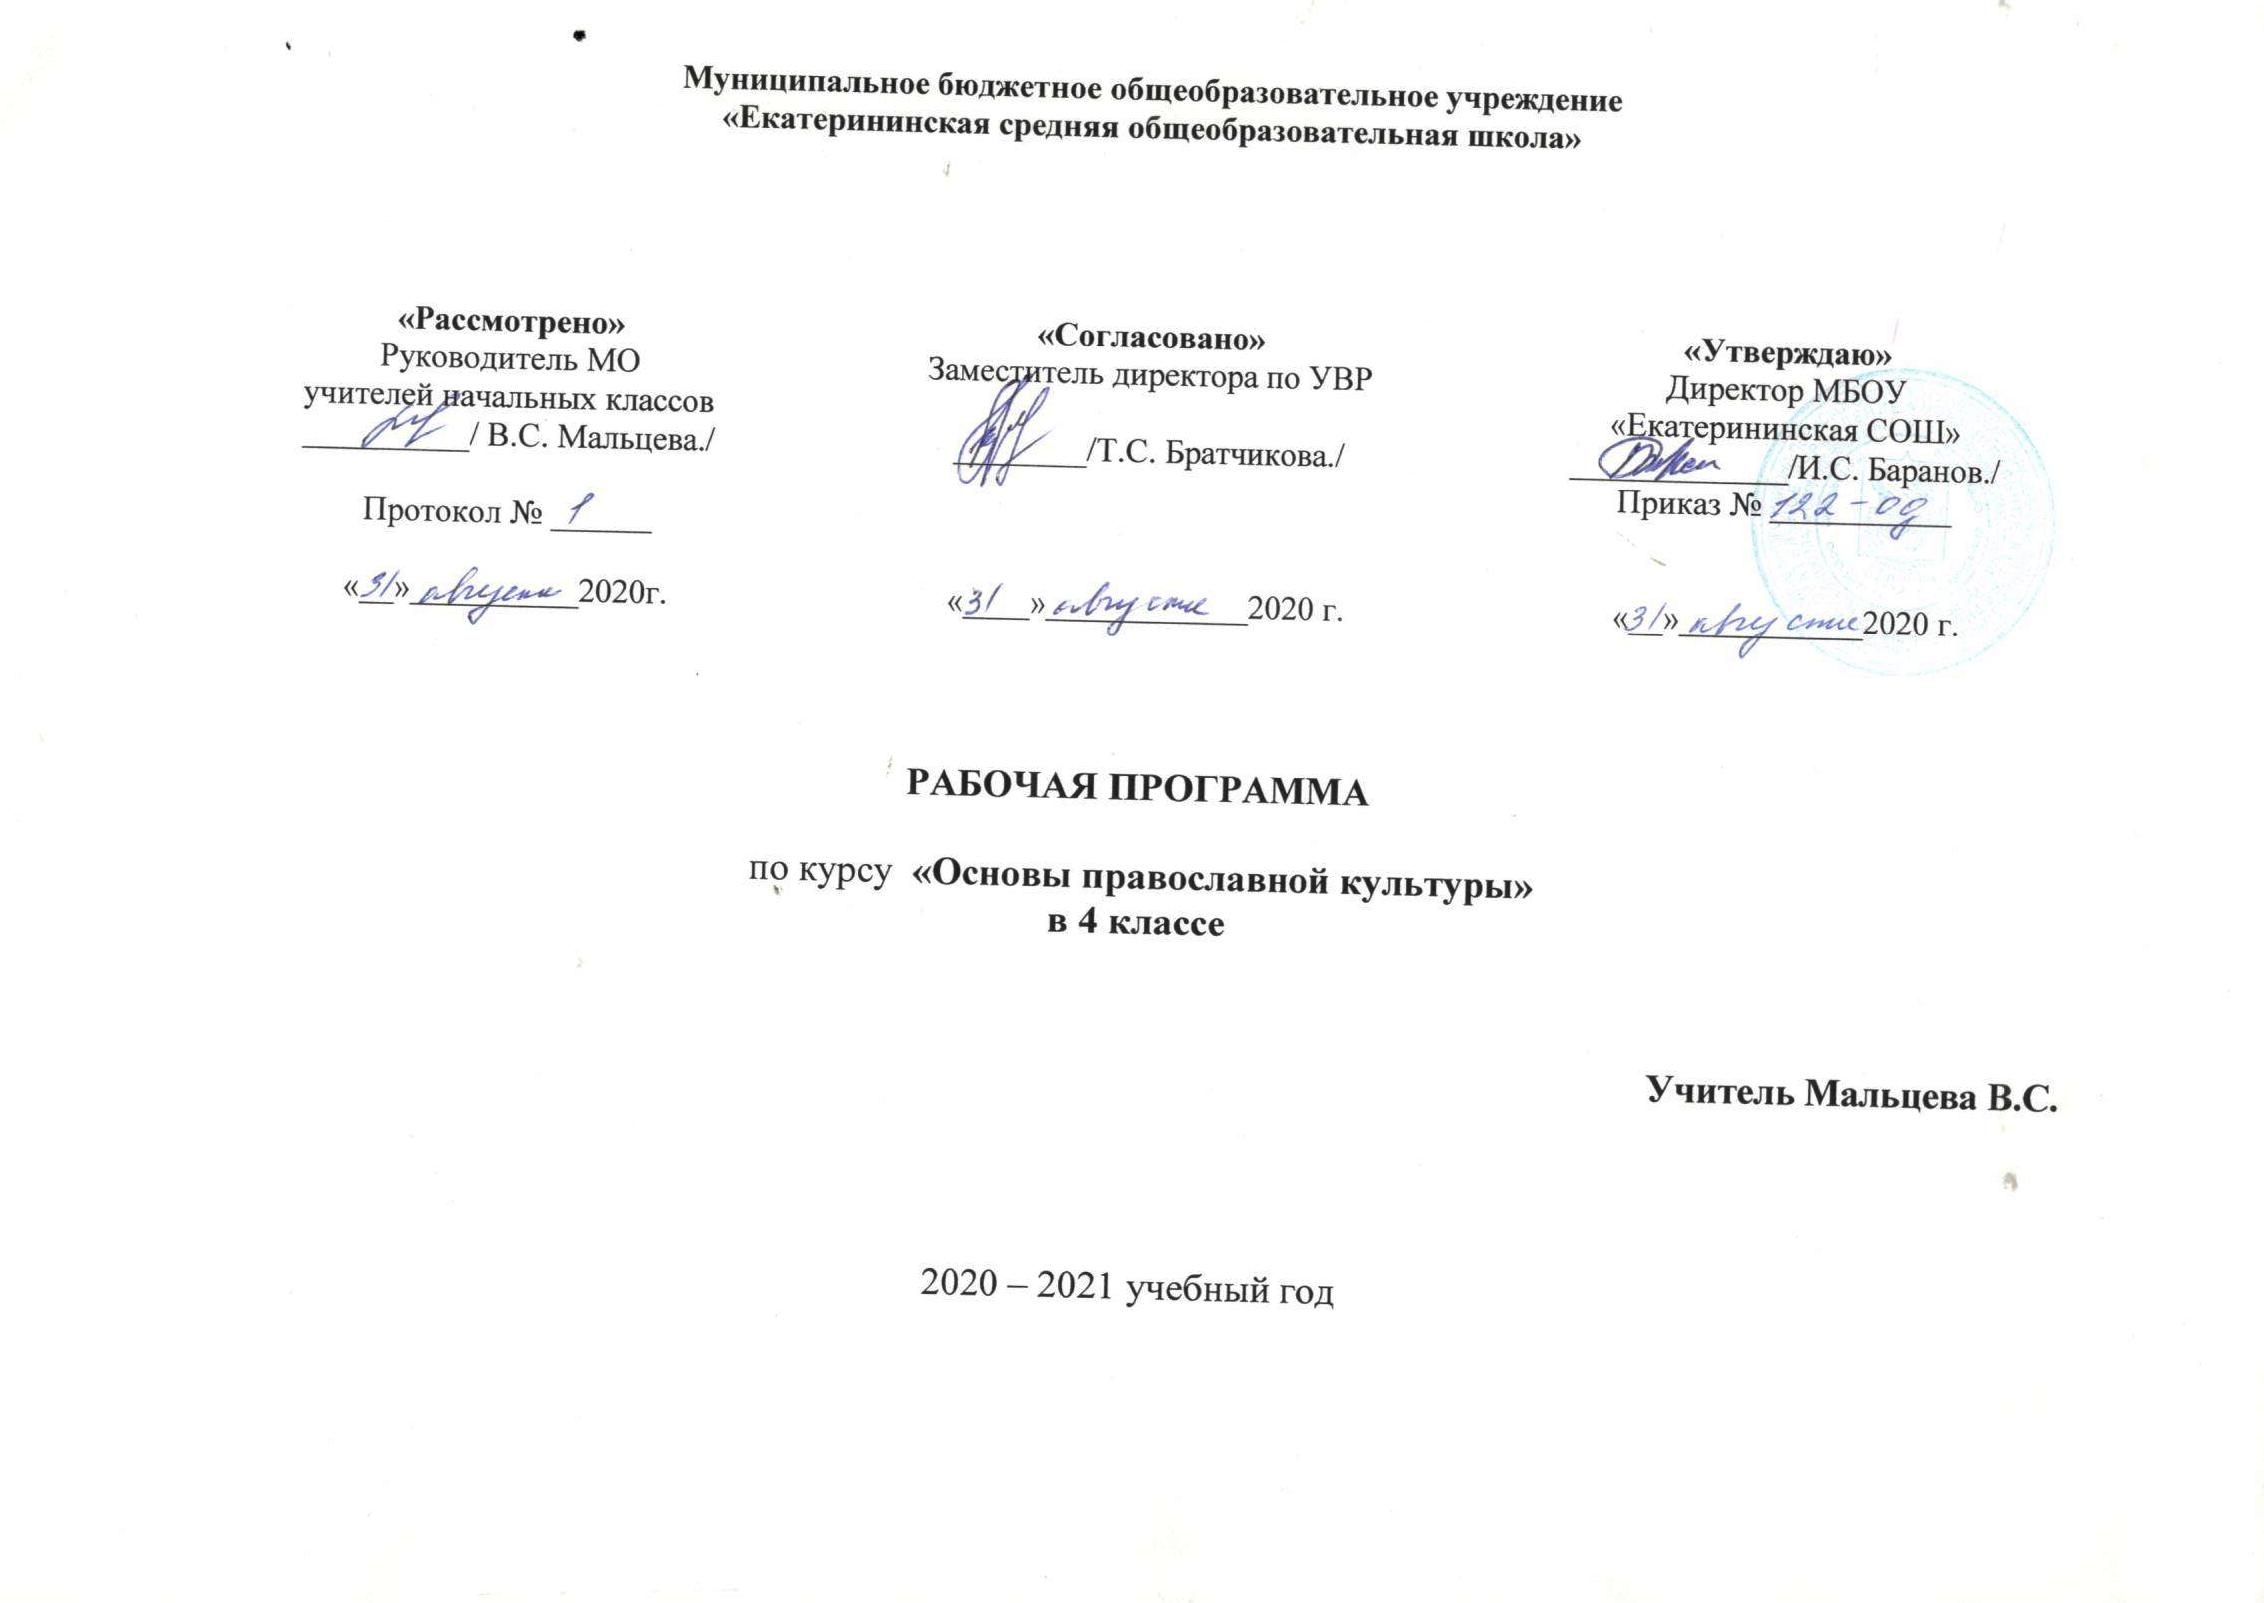 Муниципальное бюджетное общеобразовательное учреждение
«Екатерининская средняя общеобразовательная школа»
«Рассмотрено»
Руководитель МО
учителей начальных классов
__________/ В.С. Мальцева./
Протокол № 1
«31» августа 2020г.
«Согласовано»
Заместитель директора по УВР
________/Т.С. Братчикова./
«31» августа 2020 г.
«Утверждаю»
Директор МБОУ
«Екатерининская СОШ»
_____________/И.С. Баранов./
Приказ № 122-од
«31» августа 2020 г.
РАБОЧАЯ ПРОГРАММА
по курсу «Основы православной культуры»
в 4 классе
Учитель Мальцева В.С.
2020 – 2021 учебный год